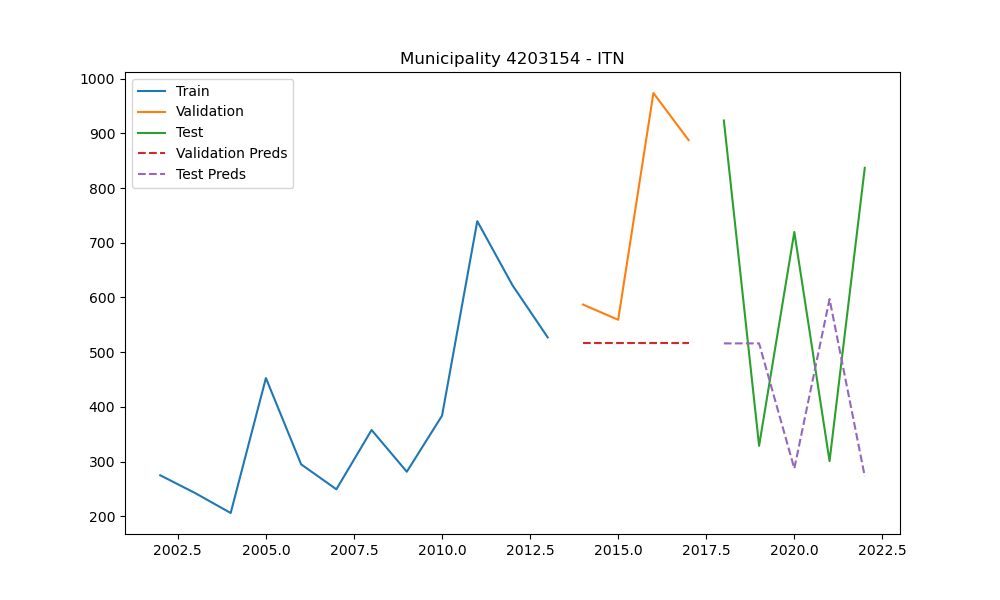 Municipality 4203154 - ITN
Train
Validation
Test
Validation Preds
Test Preds
1000
900
800
700
600
500
400
300
200
2002.5 2005.0 2007.5 2010.0 2012.5 2015.0 2017.5 2020.0 2022.5